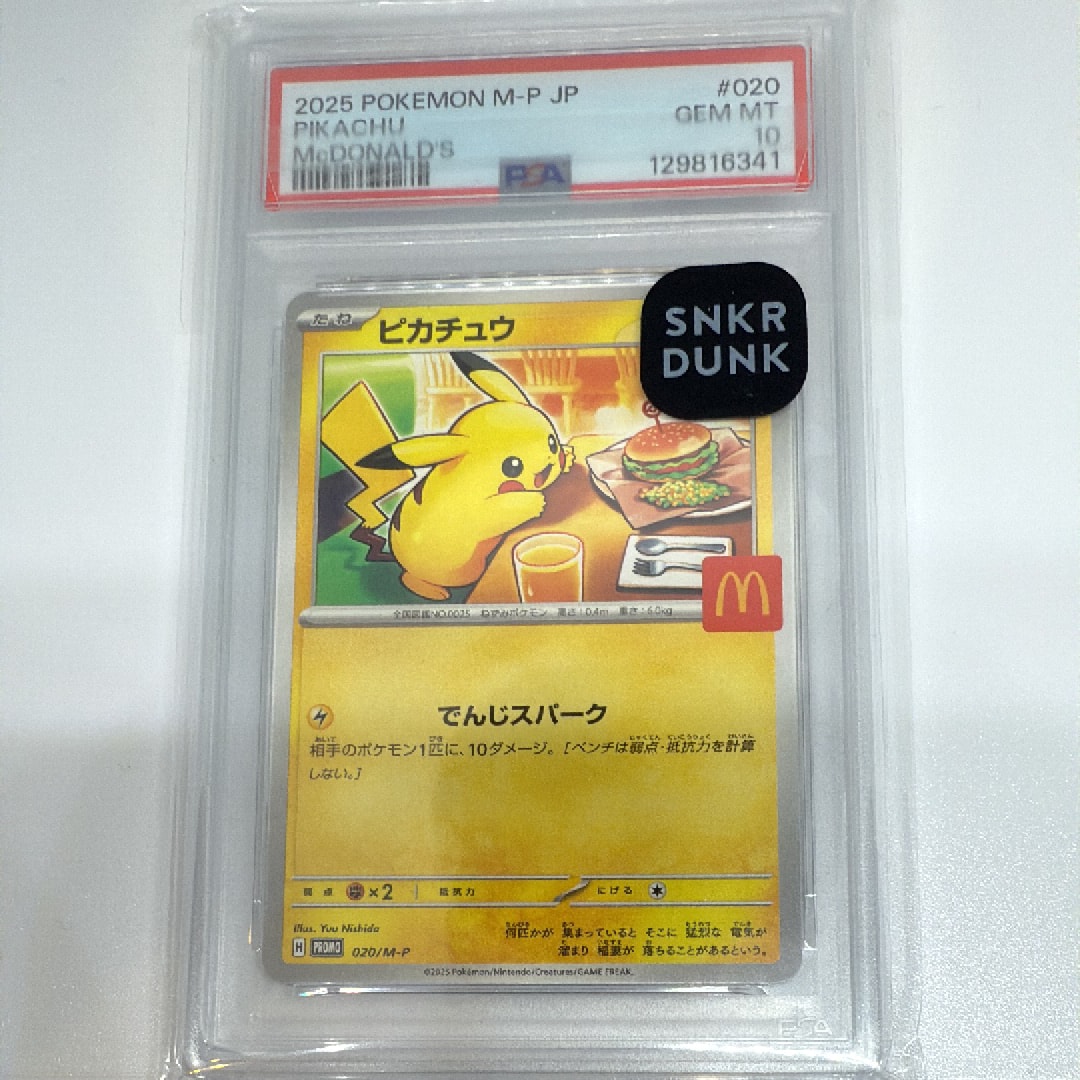 2025 POKEMON M-P JP
#020
PIKACHU
GEM MT
McDONALD'S
10
PSA
129816341
SNKR
DUNK
たね
ピカチュウ
全国図鑑NO.0025 ねずみポケモン 高さ:0.4m 重さ:6.0kg
でんじスパーク
相手のポケモン1匹に、10ダメージ。[ベンチは弱点・抵抗力を計算
しない。]
弱点 ×2 抵抗力 にげる
Illus. Yuu Nishida
何匹かが 集まっていると そこに 猛烈な 電気が
H PROMO 020/M-P
溜まり 稲妻が 落ちることがあるという。
©2025 Pokémon/Nintendo/Creatures/GAME FREAK.
PSA